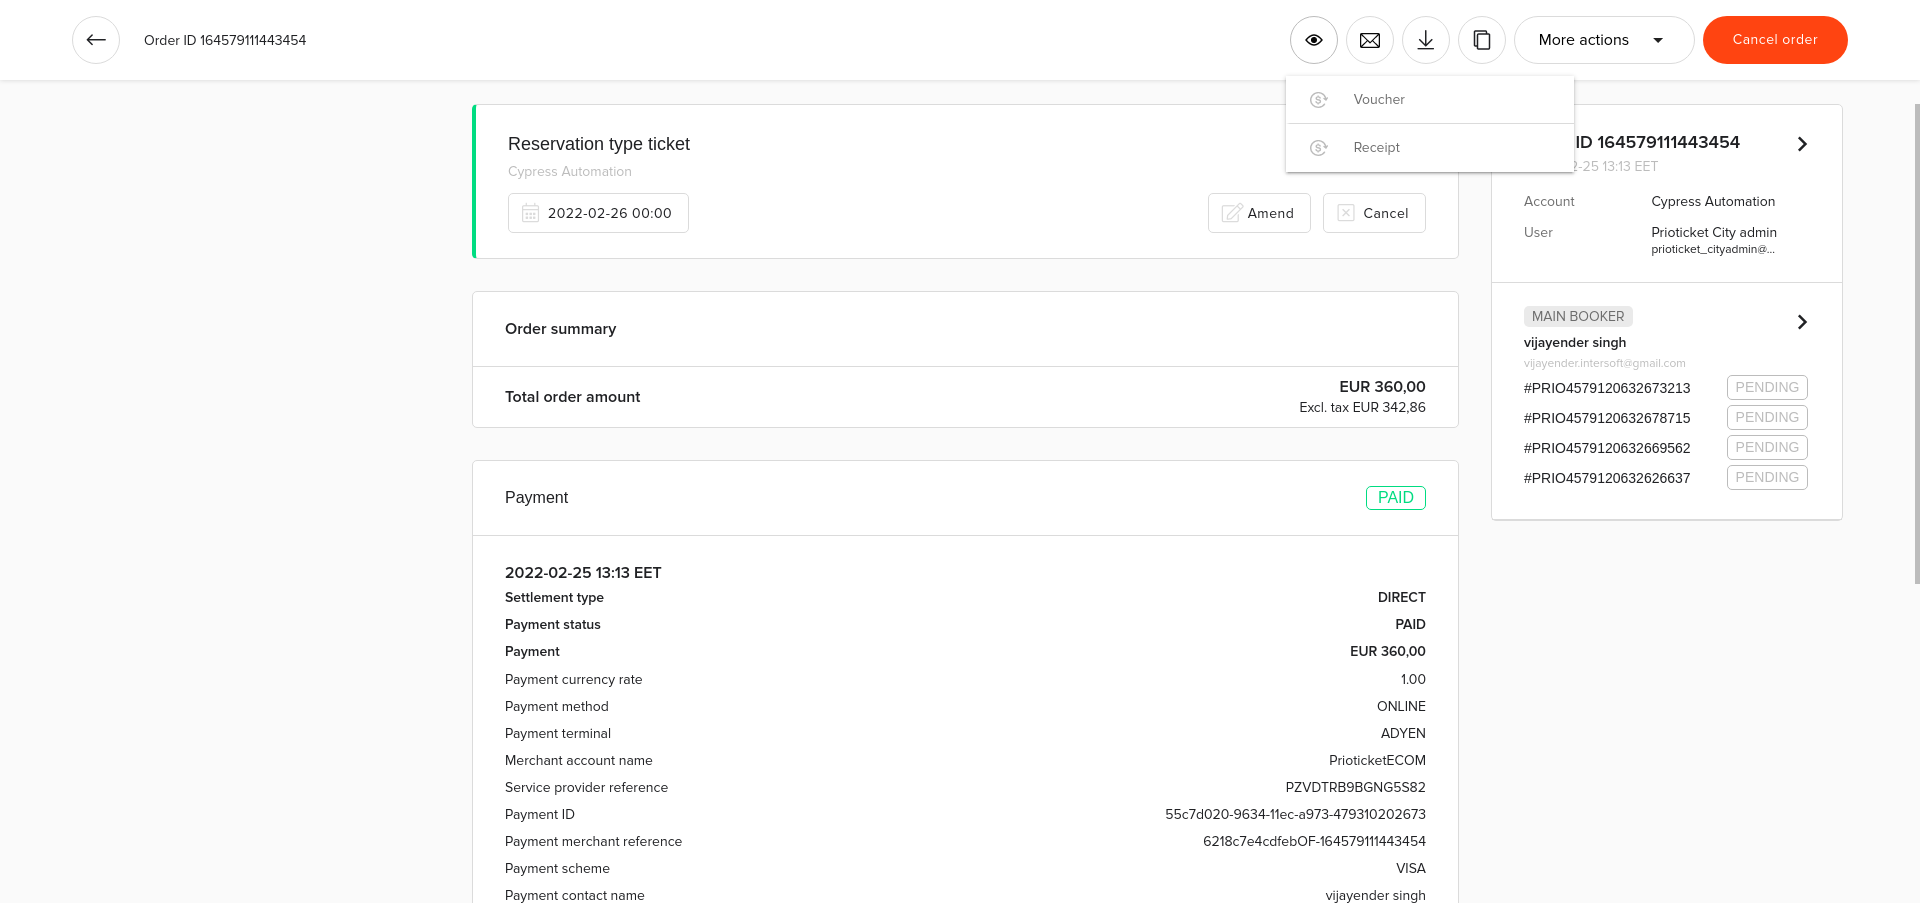 Order ID 164579111443454
More actions
Cancel order
Voucher
Receipt
Reservation type ticket
Cypress Automation
2022-02-26 00:00
Amend
Cancel
Order summary
Total order amount
EUR 360,00
Excl. tax EUR 342,86
Payment
PAID
2022-02-25 13:13 EET
Settlement type
DIRECT
Payment status
PAID
Payment
EUR 360,00
Payment currency rate
1.00
Payment method
ONLINE
Payment terminal
ADYEN
Merchant account name
PrioticketECOM
Service provider reference
PZVDTRB9BGNG5S82
Payment ID
55c7d020-9634-11ec-a973-479310202673
Payment merchant reference
6218c7e4cdfebOF-164579111443454
Payment scheme
VISA
Payment contact name
vijayender singh
ID 164579111443454
2-25 13:13 EET
Account
Cypress Automation
User
Prioticket City admin
prioticket_cityadmin@...
MAIN BOOKER
vijayender singh
vijayender.intersoft@gmail.com
#PRIO4579120632673213
PENDING
#PRIO4579120632678715
PENDING
#PRIO4579120632669562
PENDING
#PRIO4579120632626637
PENDING